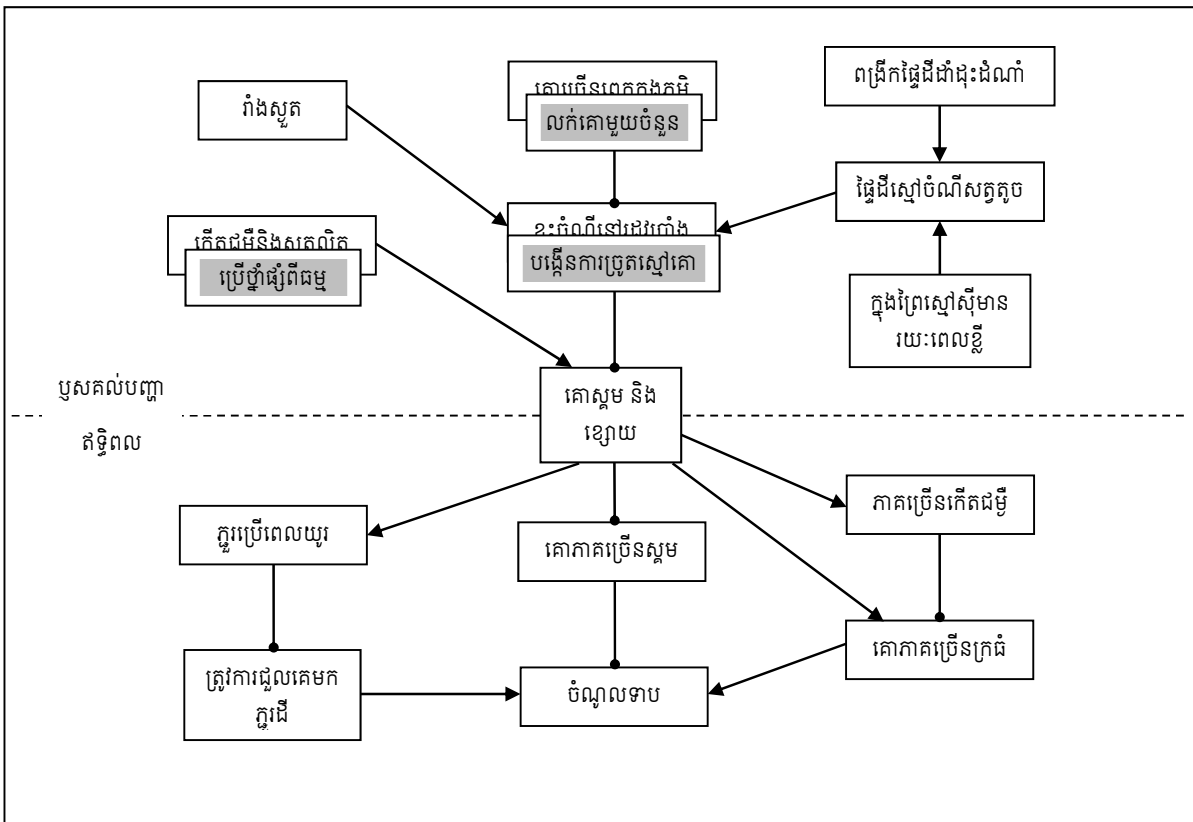 ពង្រីកផ្ទៃដីដាំដុះដំណាំ
រាំងស្ងួត
លក់គោមួយចំនួន
ផ្ទៃដីស្មៅចំណីសត្វតូច
បង្កើនការច្រូតស្មៅគោ
ប្រើថ្នាំផ្សំពីធម្ម
ក្នុងព្រៃស្មៅស៊ីមាន
រយៈពេលខ្លី
ឫសគល់បញ្ហា
គោស្គម និង
ខ្សោយ
ឥទ្ធិពល
ភាគច្រើនកើតជម្ងឺ
ភ្ជួរប្រើពេលយូរ
គោភាគច្រើនស្គម
គោភាគច្រើនក្រធំ
ត្រូវការជួលគេមក
ភ្ជួរដី
ចំណូលទាប